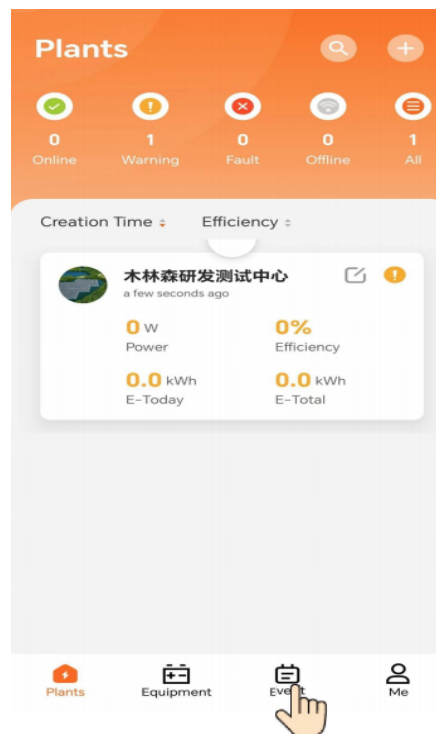 Plants
0 1 0 0 1
Online Warning Fault Offline All
Creation Time Efficiency
木林森研发测试中心
a few seconds ago
0 W 0%
Power Efficiency
0.0 kWh 0.0 kWh
E-Today E-Total
Plants Equipment Event Me